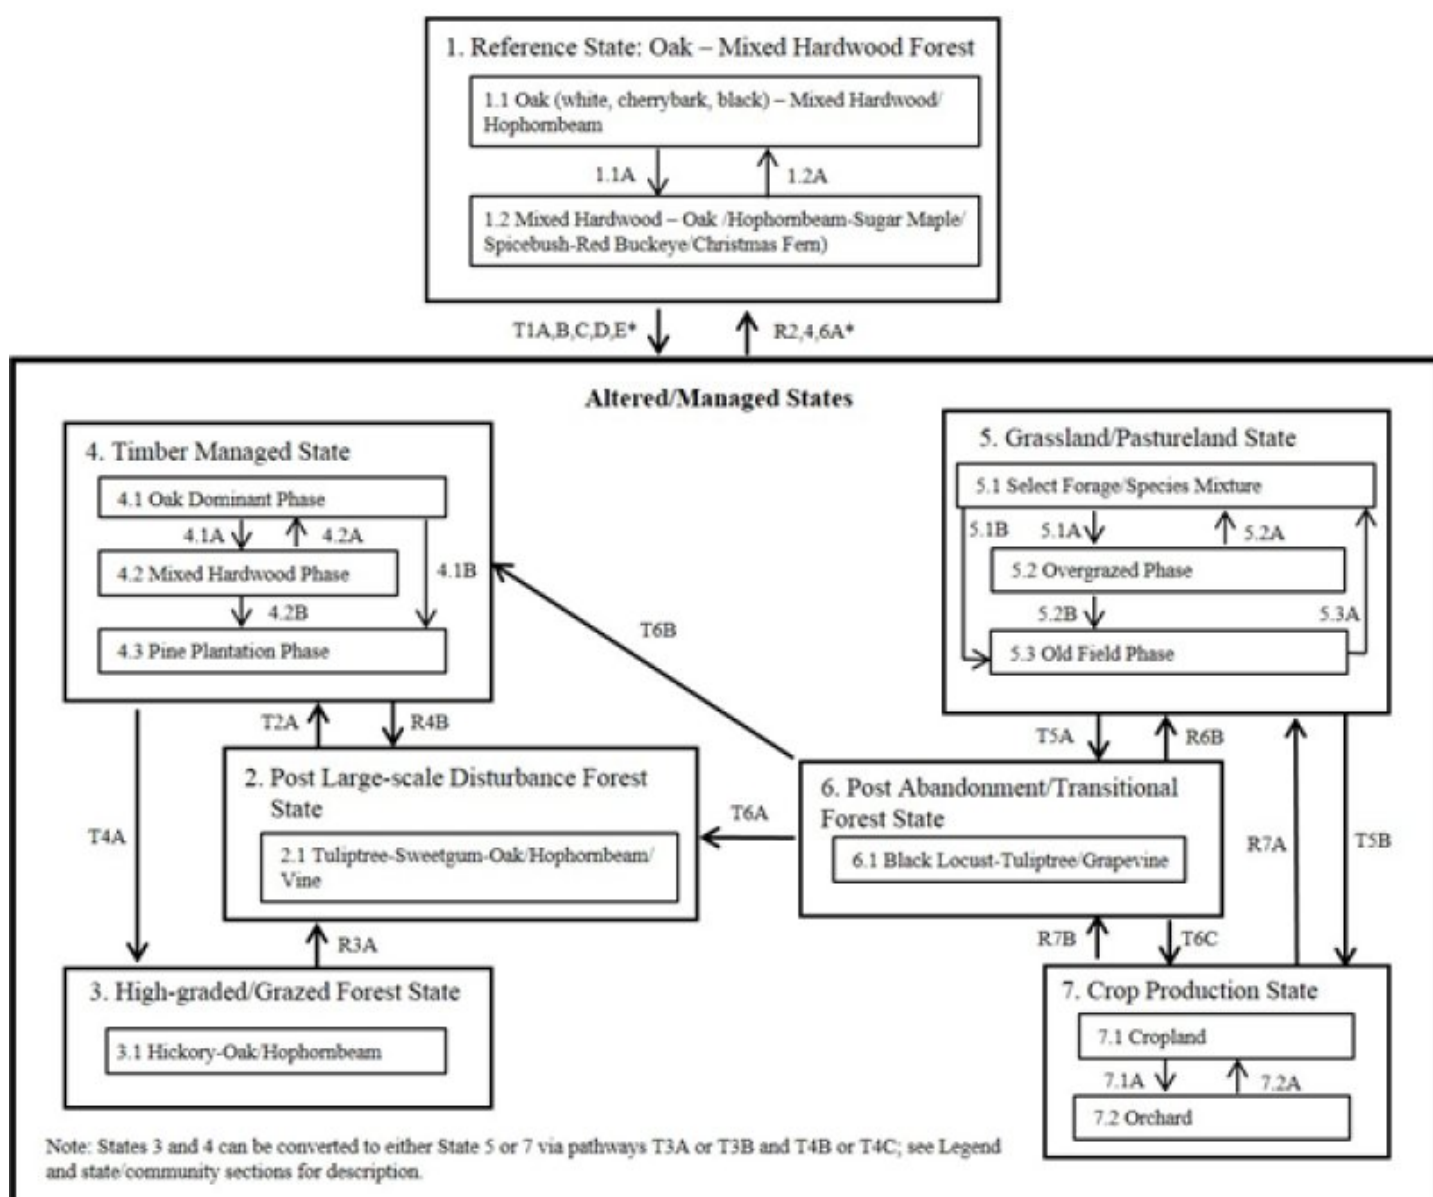 1. Reference State: Oak – Mixed Hardwood Forest
1.1 Oak (white, cherrybark, black) – Mixed Hardwood/
Hophornbeam
1.1A
1.2A
1.2 Mixed Hardwood – Oak /Hophornbeam-Sugar Maple/
Spicebush-Red Buckeye/Christmas Fern)
T1A,B,C,D,E*
R2,4,6A*
Altered/Managed States
4. Timber Managed State
4.1 Oak Dominant Phase
4.1A
4.2A
4.1B
4.2 Mixed Hardwood Phase
4.2B
4.3 Pine Plantation Phase
5. Grassland/Pastureland State
5.1 Select Forage/Species Mixture
5.1B
5.1A
5.2A
5.2 Overgrazed Phase
5.2B
5.3A
5.3 Old Field Phase
T6B
T2A
R4B
T5A
R6B
2. Post Large-scale Disturbance Forest
State
2.1 Tuliptree-Sweetgum-Oak/Hophornbeam/
Vine
T6A
6. Post Abandonment/Transitional
Forest State
6.1 Black Locust-Tuliptree/Grapevine
T4A
R7A
T5B
R3A
R7B
T6C
3. High-graded/Grazed Forest State
3.1 Hickory-Oak/Hophornbeam
7. Crop Production State
7.1 Cropland
7.1A
7.2A
7.2 Orchard
Note: States 3 and 4 can be converted to either State 5 or 7 via pathways T3A or T3B and T4B or T4C; see Legend
and state/community sections for description.